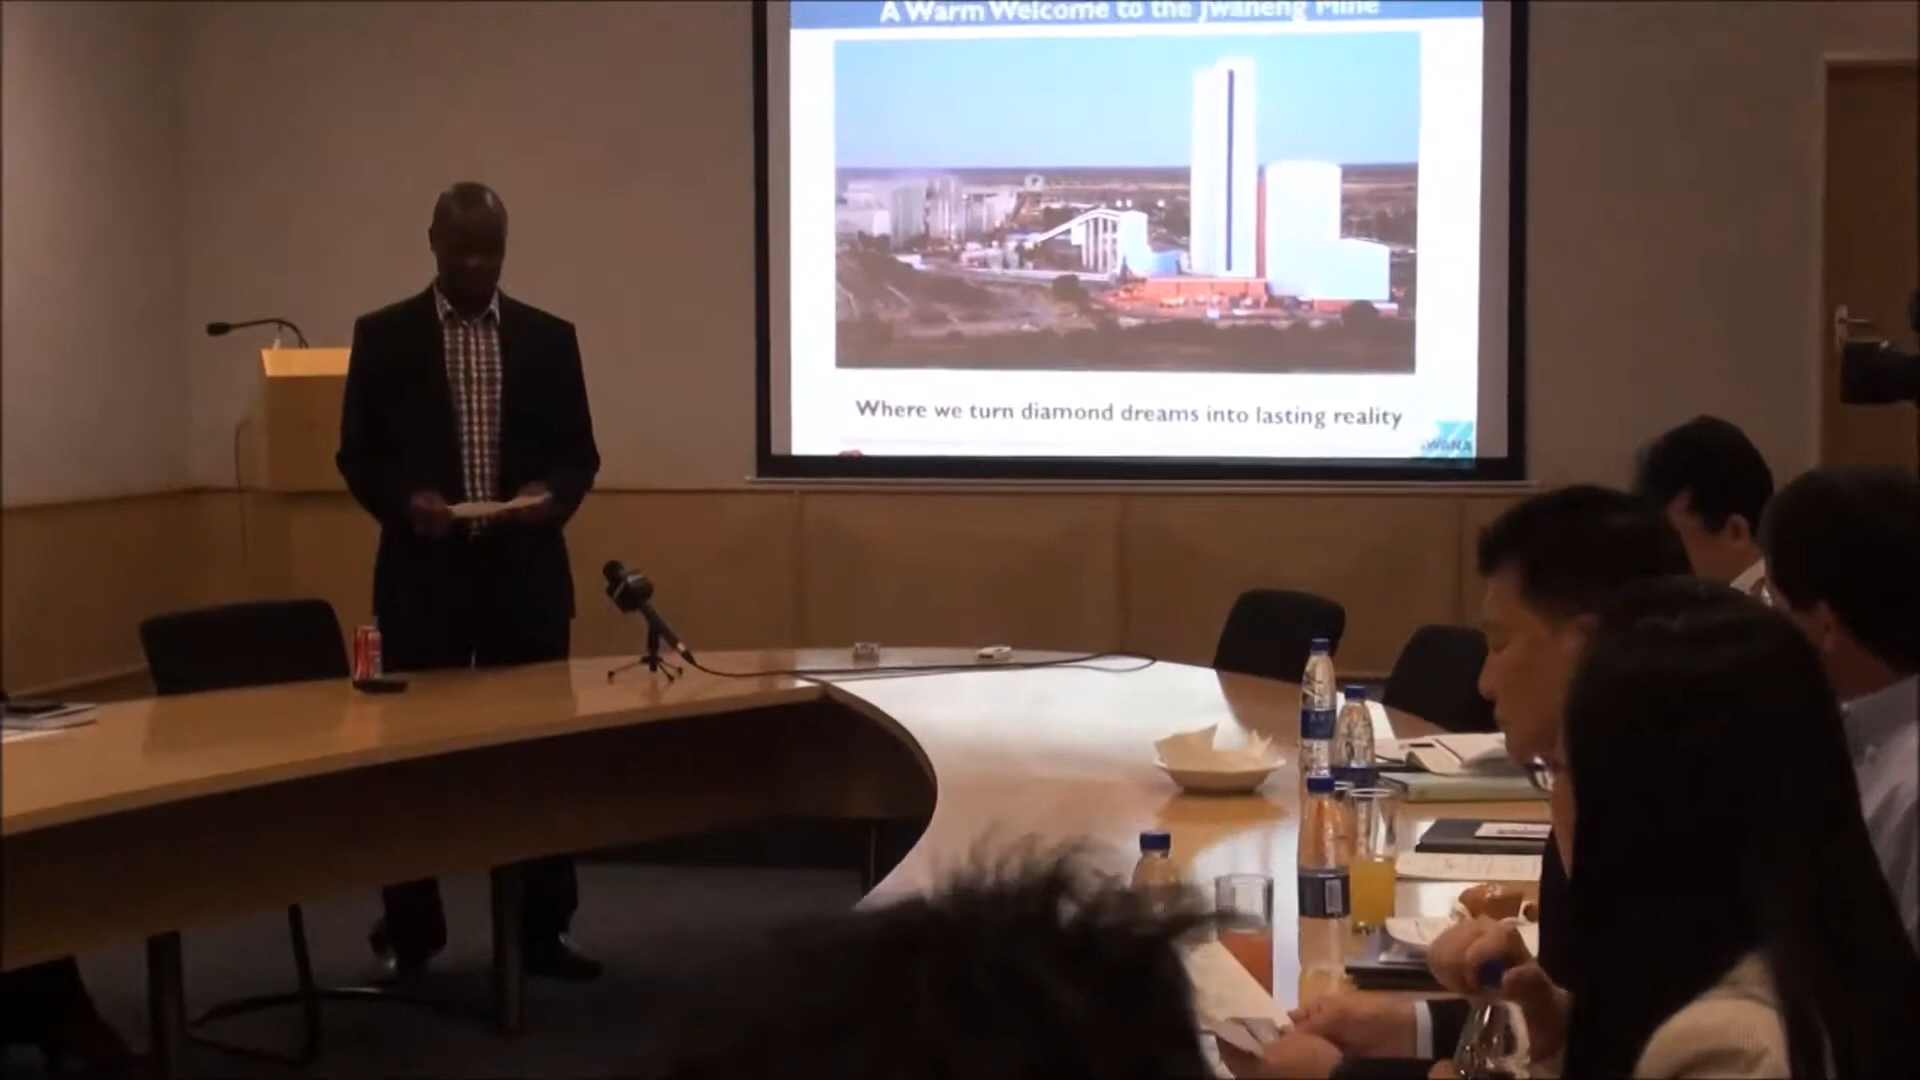 A Warm Welcome to the Jwaneng Mine
Where we turn diamond dreams into lasting reality